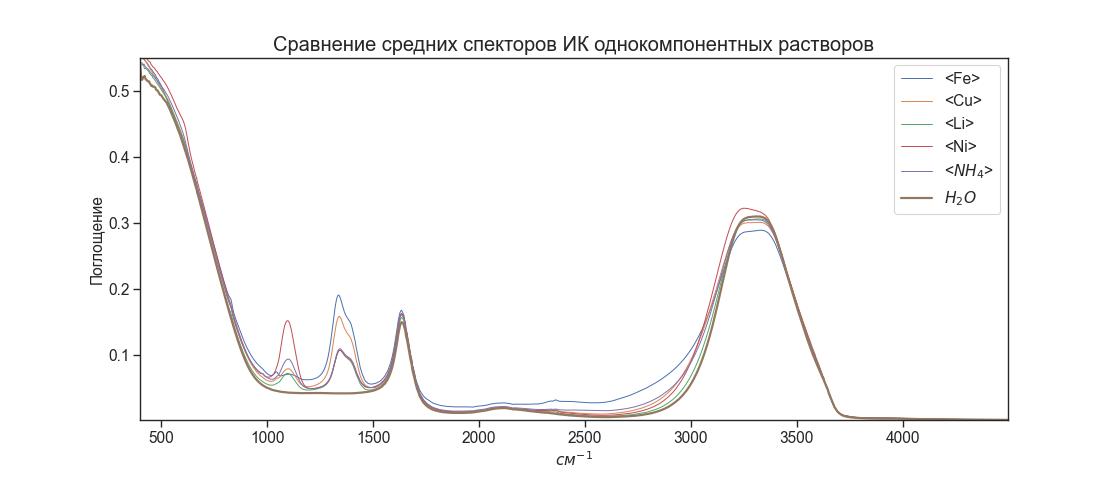 Сравнение средних спекторов ИК однокомпонентных растворов
Поглощение
0.5
0.4
0.3
0.2
0.1
500 1000 1500 2000 2500 3000 3500 4000
см⁻¹
<Fe>
<Cu>
<Li>
<Ni>
<NH₄>
H₂O